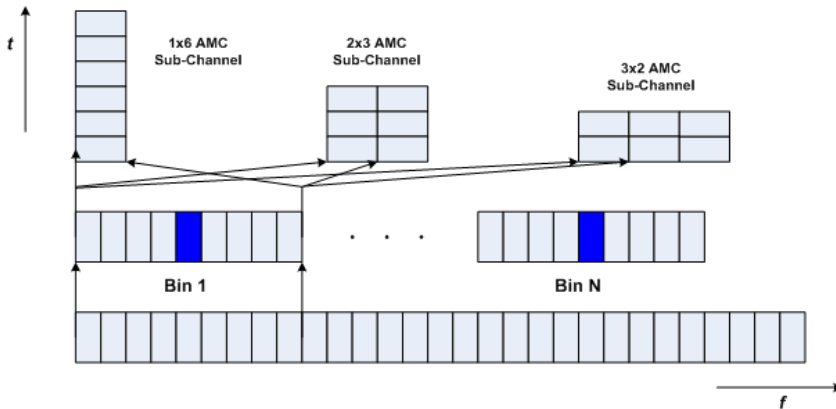 t
1x6 AMC
Sub-Channel
2x3 AMC
Sub-Channel
3x2 AMC
Sub-Channel
. . .
Bin 1
Bin N
f